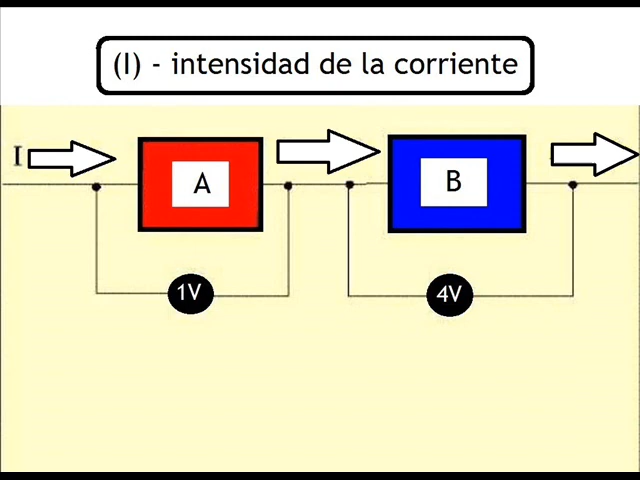 (I) - intensidad de la corriente
I
A
B
1V
4V